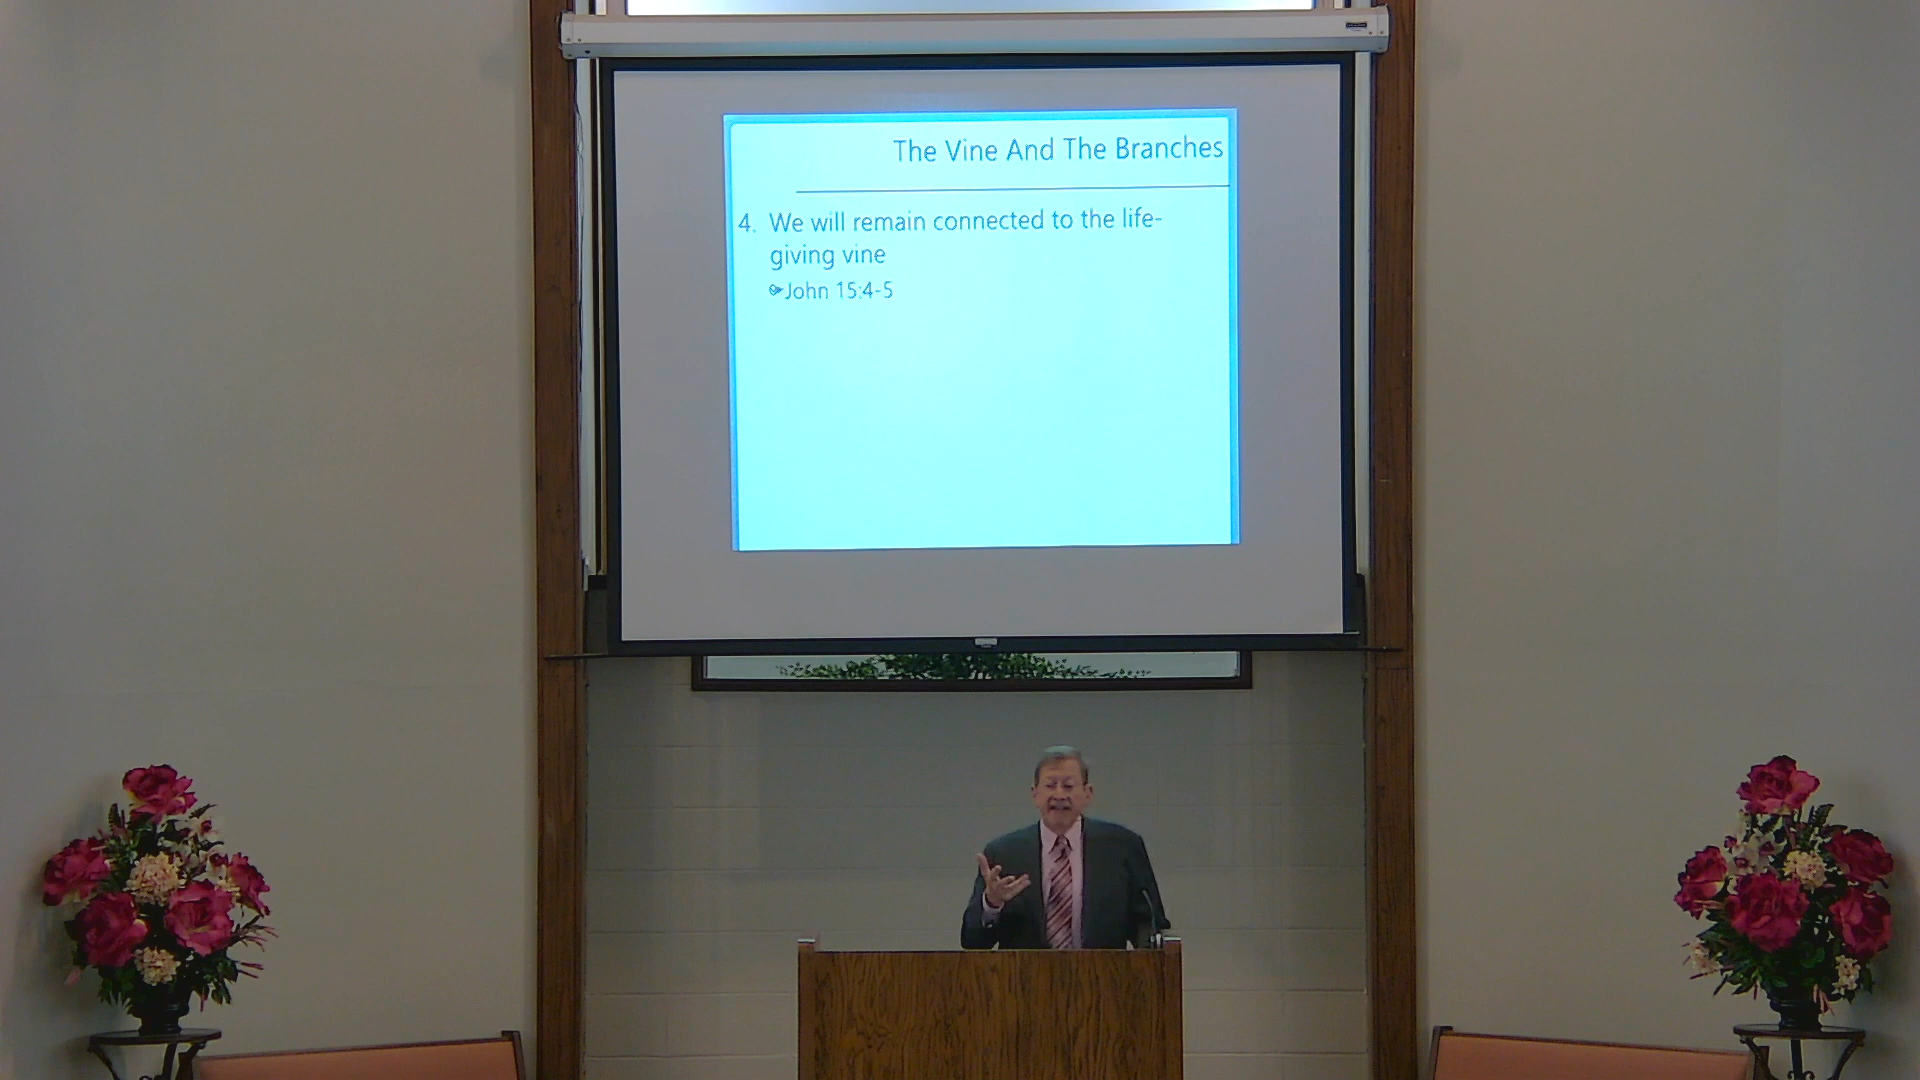 The Vine And The Branches
4. We will remain connected to the life-
giving vine
John 15:4-5